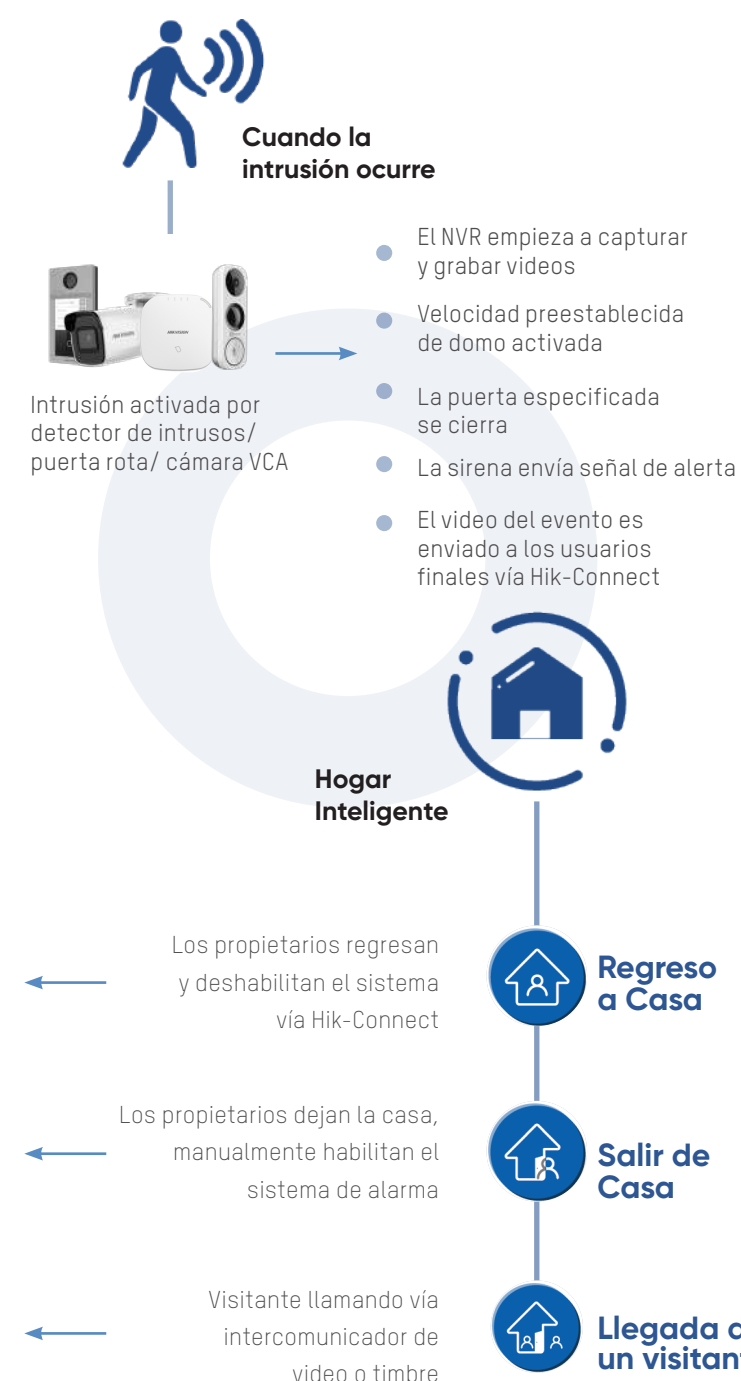 Cuando la
intrusión ocurre
El NVR empieza a capturar
y grabar videos
Velocidad preestablecida
de domo activada
La puerta especificada
se cierra
La sirena envía señal de alerta
El video del evento es
enviado a los usuarios
finales vía Hik-Connect
HIKVISION
Intrusión activada por
detector de intrusos/
puerta rota/ cámara VCA
Hogar
Inteligente
Los propietarios regresan
y deshabilitan el sistema
vía Hik-Connect
Regreso
a Casa
Los propietarios dejan la casa,
manualmente habilitan el
sistema de alarma
Salir de
Casa
Visitante llamando vía
intercomunicador de
video o timbre
Llegada
un